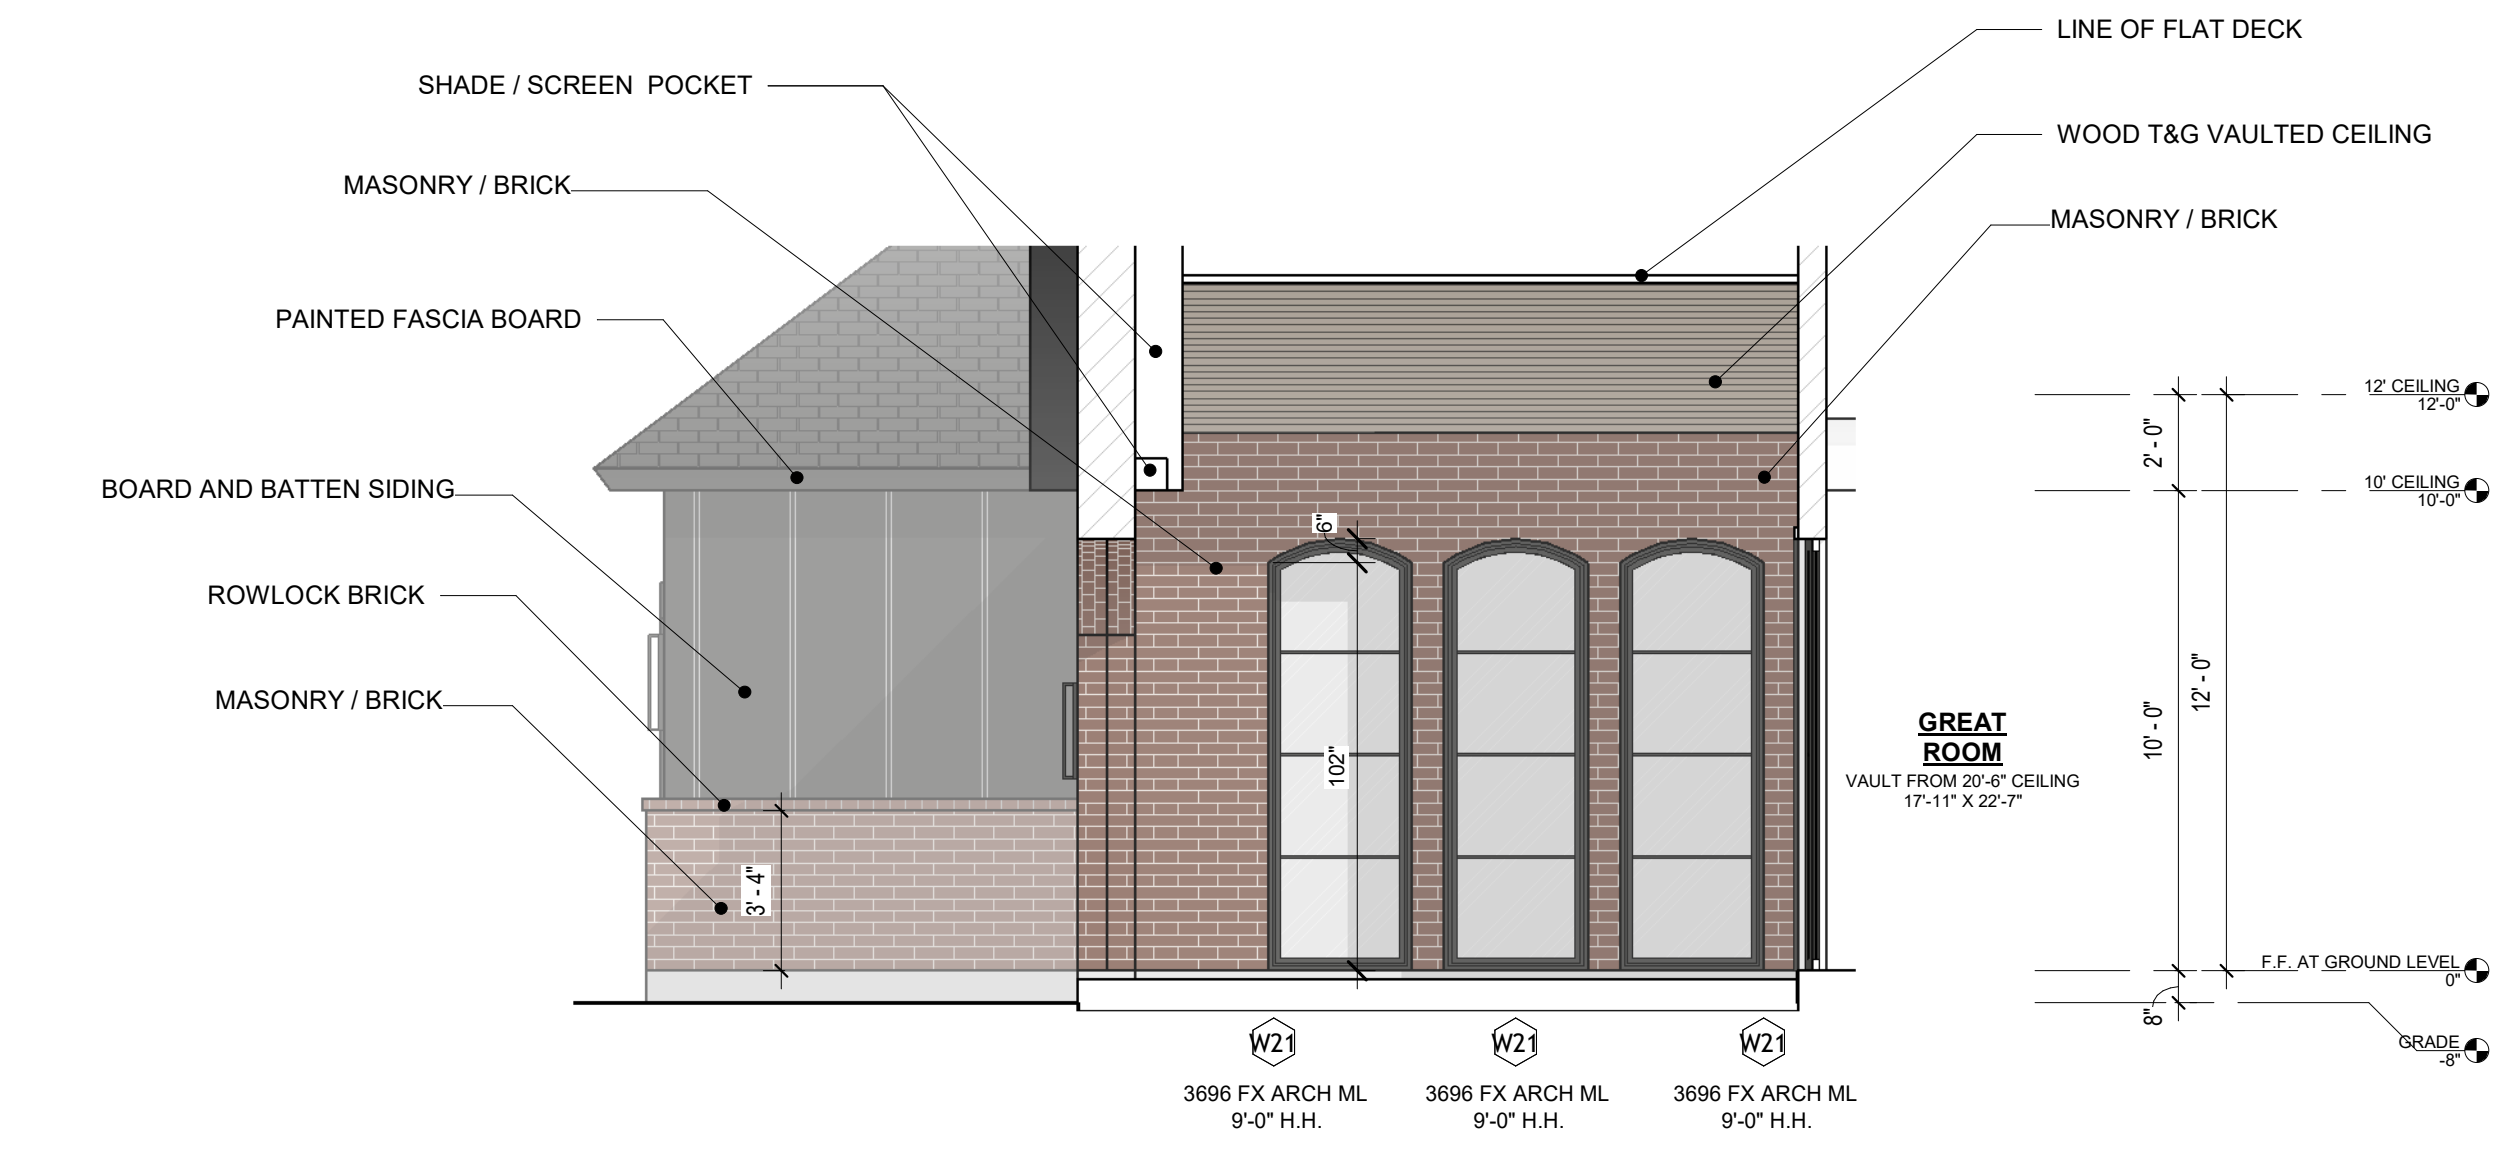 LINE OF FLAT DECK
SHADE / SCREEN  POCKET
WOOD T&G VAULTED CEILING
MASONRY / BRICK
MASONRY / BRICK
PAINTED FASCIA BOARD
12' CEILING
12'-0"
2' - 0"
BOARD AND BATTEN SIDING
10' CEILING
10'-0"
6"
ROWLOCK BRICK
MASONRY / BRICK
12' - 0"
10' - 0"
GREAT
ROOM
VAULT FROM 20'-6" CEILING
17'-11" X 22'-7"
102"
3' - 4"
F.F. AT GROUND LEVEL
0"
8"
GRADE
-8"
W21
W21
W21
3696 FX ARCH ML
9'-0" H.H.
3696 FX ARCH ML
9'-0" H.H.
3696 FX ARCH ML
9'-0" H.H.